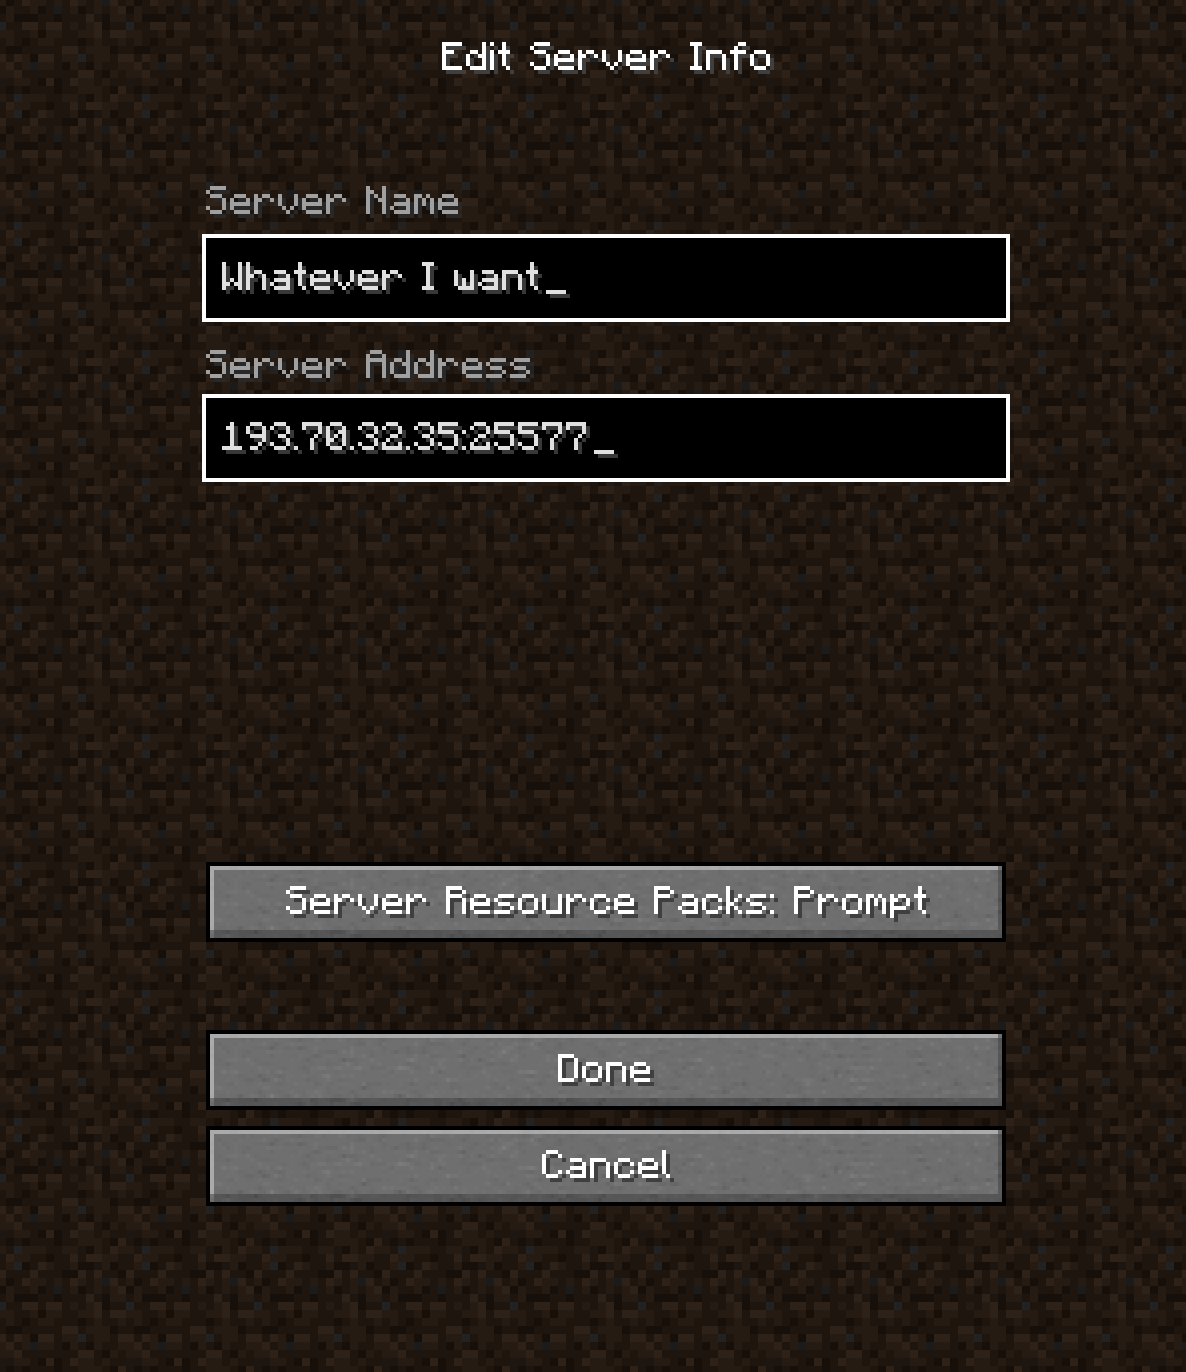 Edit Server Info
Server Name
Whatever I want_
Server Address
193.70.32.35:25577_
Server Resource Packs: Prompt
Done
Cancel